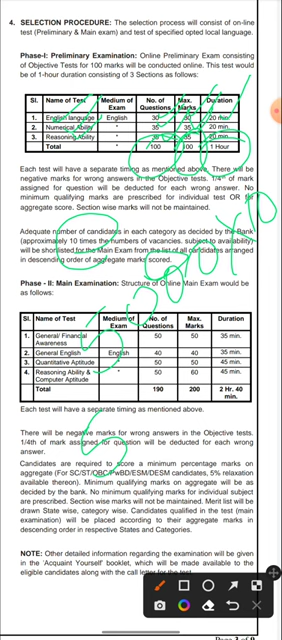 4. SELECTION PROCEDURE: The selection process will consist of on-line
test (Preliminary & Main exam) and test of specified opted local language.
Phase-I: Preliminary Examination: Online Preliminary Exam consisting
of Objective Tests for 100 marks will be conducted online. This test would
be of 1-hour duration consisting of 3 Sections as follows:
Sl. Name of Test Medium of Exam No. of Questions Max. Marks Duration
1. English language English 30 30 20 min.
2. Numerical Ability * 35 35 20 min.
3. Reasoning Ability * 35 35 20 min.
Total 100 100 1 Hour
Each test will have a separate timing as mentioned above. There will be
negative marks for wrong answers in the Objective tests. 1/4th of mark
assigned for question will be deducted for each wrong answer. No
minimum qualifying marks are prescribed for individual test OR for
aggregate score. Section wise marks will not be maintained.
Adequate number of candidates in each category as decided by the Bank
(approximately 10 times the numbers of vacancies, subject to availability)
will be shortlisted for the Main Exam from the list of all candidates arranged
in descending order of aggregate marks scored.
Phase - II: Main Examination: Structure of Online Main Exam would be
as follows:
Sl. Name of Test Medium of Exam No. of Questions Max. Marks Duration
1. General/ Financial Awareness 50 50 35 min.
2. General English English 40 40 35 min.
3. Quantitative Aptitude * 50 50 45 min.
4. Reasoning Ability & Computer Aptitude * 50 60 45 min.
Total 190 200 2 Hr. 40 min.
Each test will have a separate timing as mentioned above.
There will be negative marks for wrong answers in the Objective tests.
1/4th of mark assigned for question will be deducted for each wrong
answer.
Candidates are required to score a minimum percentage marks on
aggregate (For SC/ST/OBC/PwBD/ESM/DESM candidates, 5% relaxation
available thereon). Minimum qualifying marks on aggregate will be as
decided by the bank. No minimum qualifying marks for individual subject
are prescribed. Section wise marks will not be maintained. Merit list will be
drawn State wise, category wise. Candidates qualified in the test (main
examination) will be placed according to their aggregate marks in
descending order in respective States and Categories.
NOTE: Other detailed information regarding the examination will be given
in the 'Acquaint Yourself' booklet, which will be made available to the
eligible candidates along with the call letter for the test.